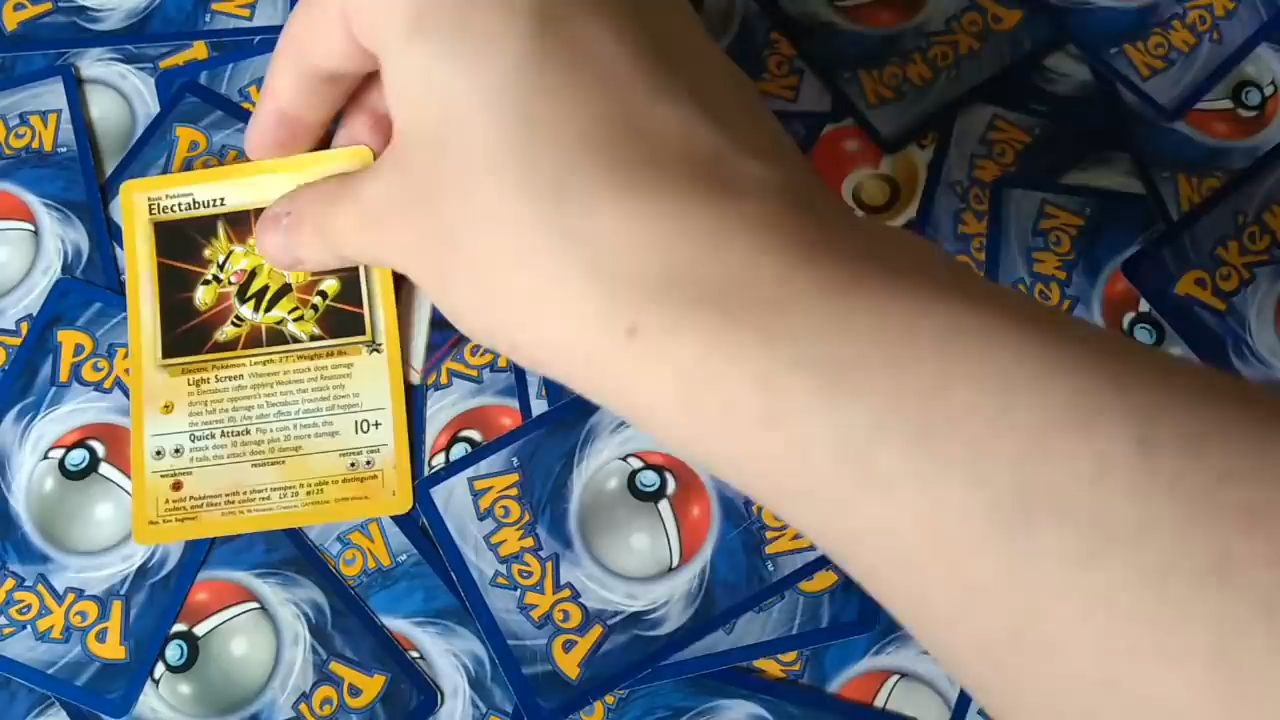 Basic Pokémon
Electabuzz
Electric Pokémon. Length: 3'7", Weight: 66 lbs.
Light Screen Whenever an attack does damage
to Electabuzz (after applying Weakness and Resistance)
during your opponent's next turn, that attack only
does half the damage to Electabuzz (rounded down to
the nearest 10). (Any other effects of attacks still happen.)
Quick Attack Flip a coin. If heads, this
attack does 10 damage plus 20 more damage;
if tails, this attack does 10 damage.
10+
weakness
resistance
retreat cost
A wild Pokémon with a short temper. It is able to distinguish
colors, and likes the color red. LV. 20 #125
Illus. Ken Sugimori
2
Pokémon
Pokémon
Pokémon
Pokémon
Pokémon
Pokémon
Pokémon